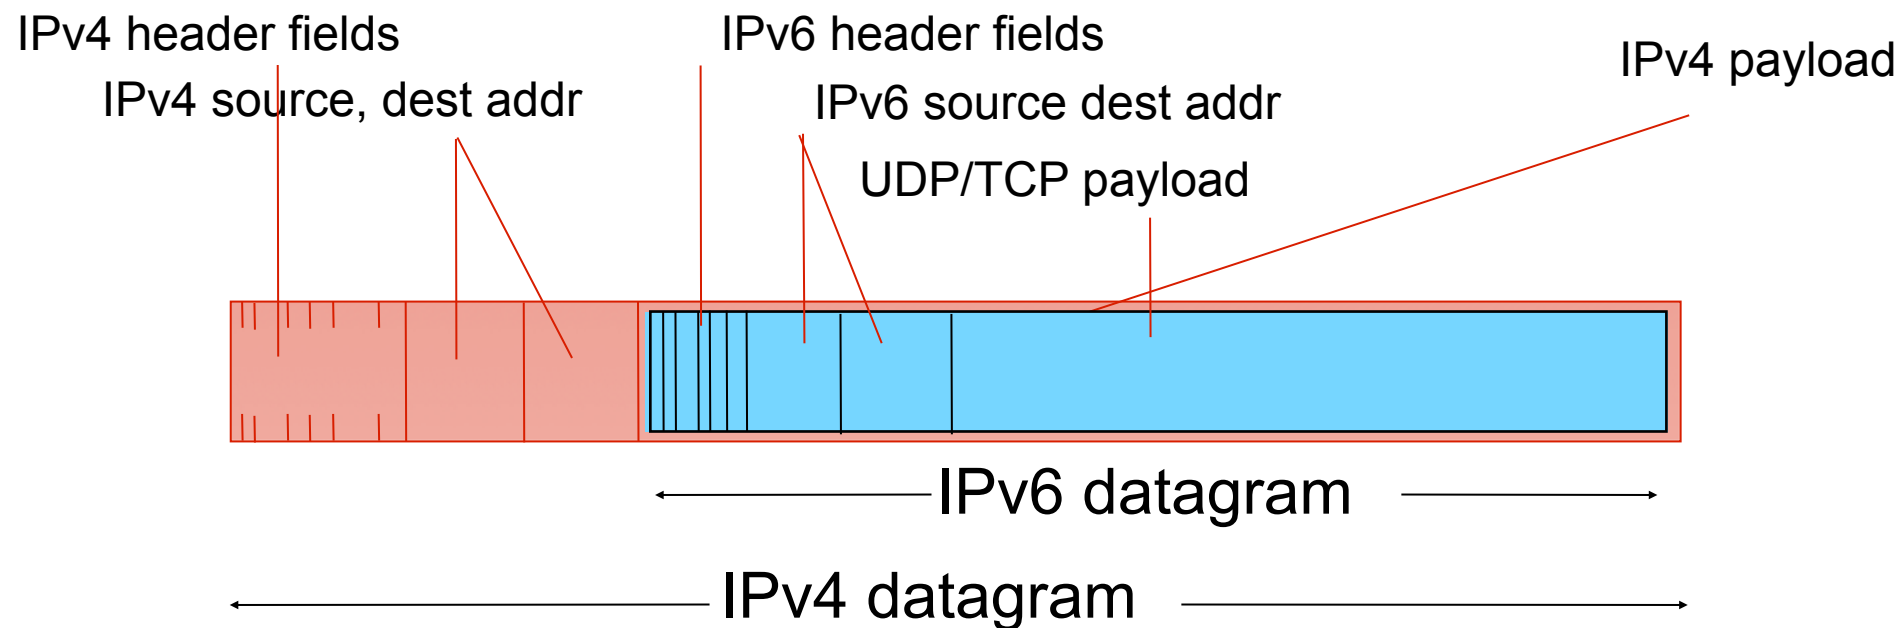 IPv4 header fields
IPv6 header fields
IPv4 payload
IPv4 source, dest addr
IPv6 source dest addr
UDP/TCP payload
IPv6 datagram
IPv4 datagram